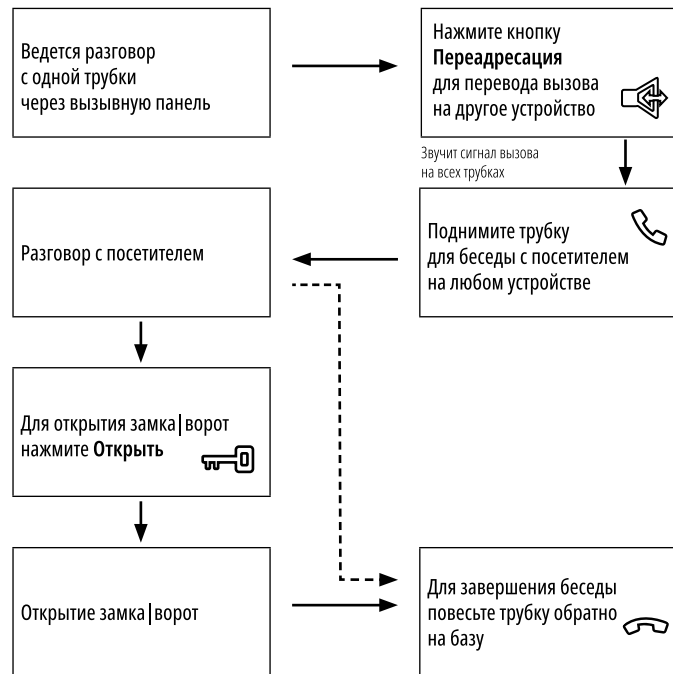 Ведется разговор
с одной трубки
через вызывную панель
Нажмите кнопку
Переадресация
для перевода вызова
на другое устройство
Звучит сигнал вызова
на всех трубках
Поднимите трубку
для беседы с посетителем
на любом устройстве
Разговор с посетителем
Для открытия замка|ворот
нажмите Открыть
Открытие замка|ворот
Для завершения беседы
повесьте трубку обратно
на базу